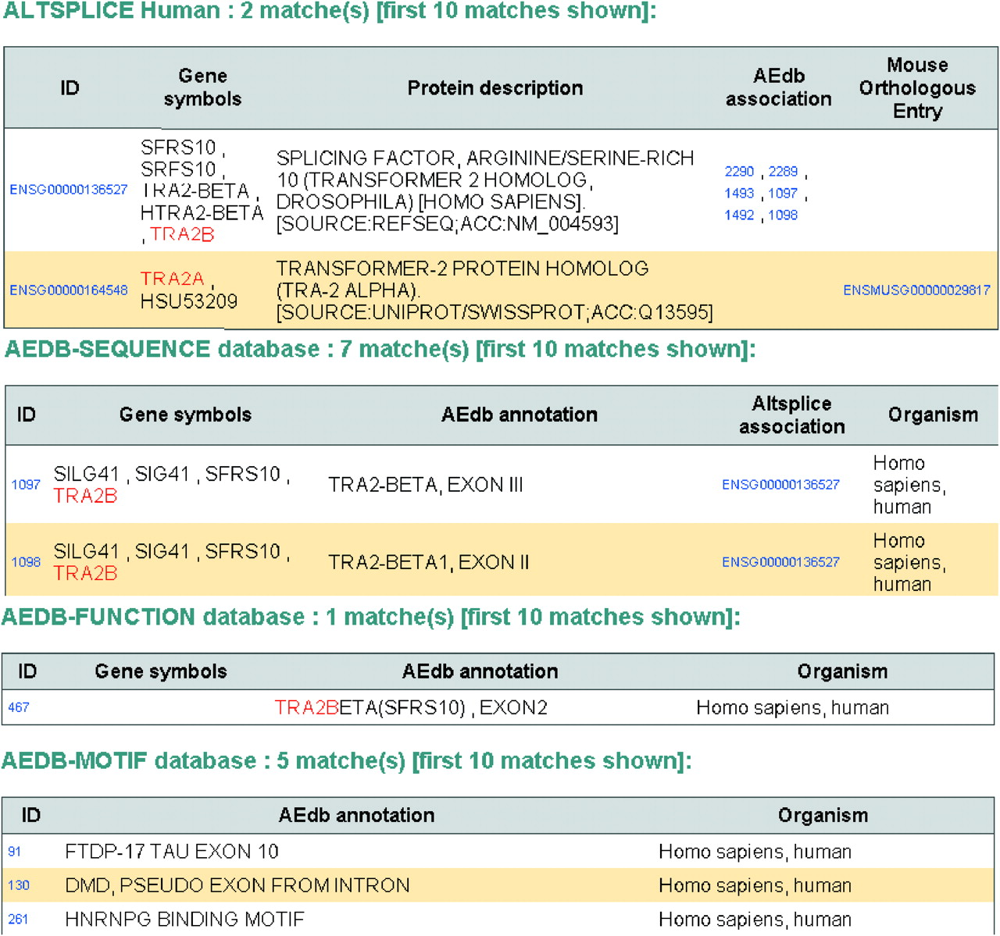 ALTSPLICE Human : 2 matche(s) [first 10 matches shown]:
ID Gene symbols Protein description AEdb association Mouse Orthologous Entry
ENSG00000136527
SFRS10 ,
SRFS10 ,
TRA2-BETA ,
HTRA2-BETA
, TRA2B
SPLICING FACTOR, ARGININE/SERINE-RICH
10 (TRANSFORMER 2 HOMOLOG,
DROSOPHILA) [HOMO SAPIENS].
[SOURCE:REFSEQ;ACC:NM_004593]
2290 , 2289 ,
1493 , 1097 ,
1492 , 1098
ENSG00000164548
TRA2A ,
HSU53209
TRANSFORMER-2 PROTEIN HOMOLOG
(TRA-2 ALPHA).
[SOURCE:UNIPROT/SWISSPROT;ACC:Q13595]
ENSMUSG00000029817
AEDB-SEQUENCE database : 7 matche(s) [first 10 matches shown]:
ID Gene symbols AEdb annotation Altsplice association Organism
1097
SILG41 , SIG41 , SFRS10 ,
TRA2B
TRA2-BETA, EXON III
ENSG00000136527
Homo
sapiens,
human
1098
SILG41 , SIG41 , SFRS10 ,
TRA2B
TRA2-BETA1, EXON II
ENSG00000136527
Homo
sapiens,
human
AEDB-FUNCTION database : 1 matche(s) [first 10 matches shown]:
ID Gene symbols AEdb annotation Organism
467 TRA2BETA(SFRS10) , EXON2 Homo sapiens, human
AEDB-MOTIF database : 5 matche(s) [first 10 matches shown]:
ID AEdb annotation Organism
91 FTDP-17 TAU EXON 10 Homo sapiens, human
130 DMD, PSEUDO EXON FROM INTRON Homo sapiens, human
261 HNRNPG BINDING MOTIF Homo sapiens, human